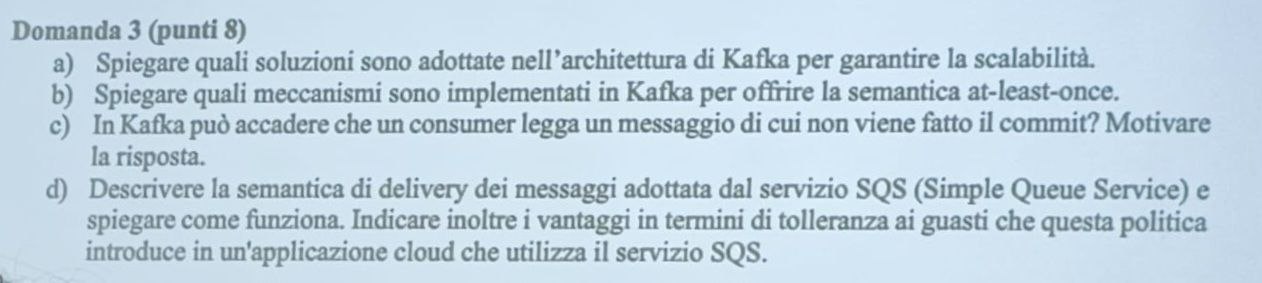 Domanda 3 (punti 8)
a) Spiegare quali soluzioni sono adottate nell’architettura di Kafka per garantire la scalabilità.
b) Spiegare quali meccanismi sono implementati in Kafka per offrire la semantica at-least-once.
c) In Kafka può accadere che un consumer legga un messaggio di cui non viene fatto il commit? Motivare
la risposta.
d) Descrivere la semantica di delivery dei messaggi adottata dal servizio SQS (Simple Queue Service) e
spiegare come funziona. Indicare inoltre i vantaggi in termini di tolleranza ai guasti che questa politica
introduce in un'applicazione cloud che utilizza il servizio SQS.